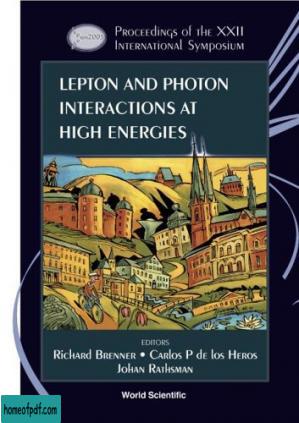 PROCEEDINGS OF THE XXII
INTERNATIONAL SYMPOSIUM
LEPTON AND PHOTON
INTERACTIONS AT
HIGH ENERGIES
EDITORS
RICHARD BRENNER • CARLOS P DE LOS HEROS
JOHAN RATHSMAN
World Scientific
homeofpdf.com